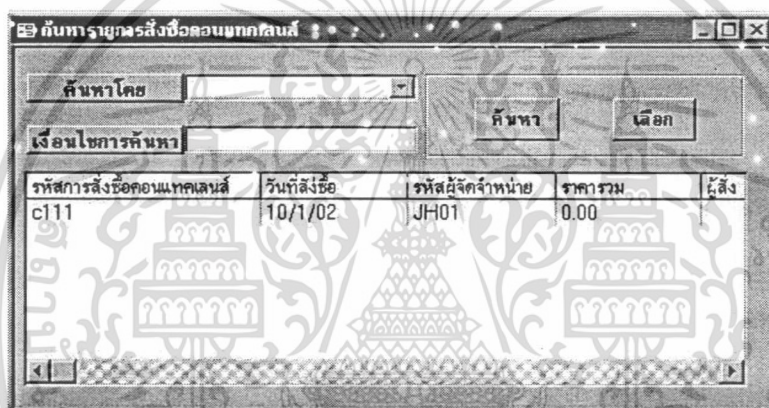 ค้นหารายการสั่งซื้อคอนแทคเลนส์
ค้นหาโดย
เงื่อนไขการค้นหา
ค้นหา เลือก
รหัสการสั่งซื้อคอนแทคเลนส์ วันที่สั่งซื้อ รหัสผู้จัดจำหน่าย ราคารวม ผู้สั่ง
c111 10/1/02 JH01 0.00